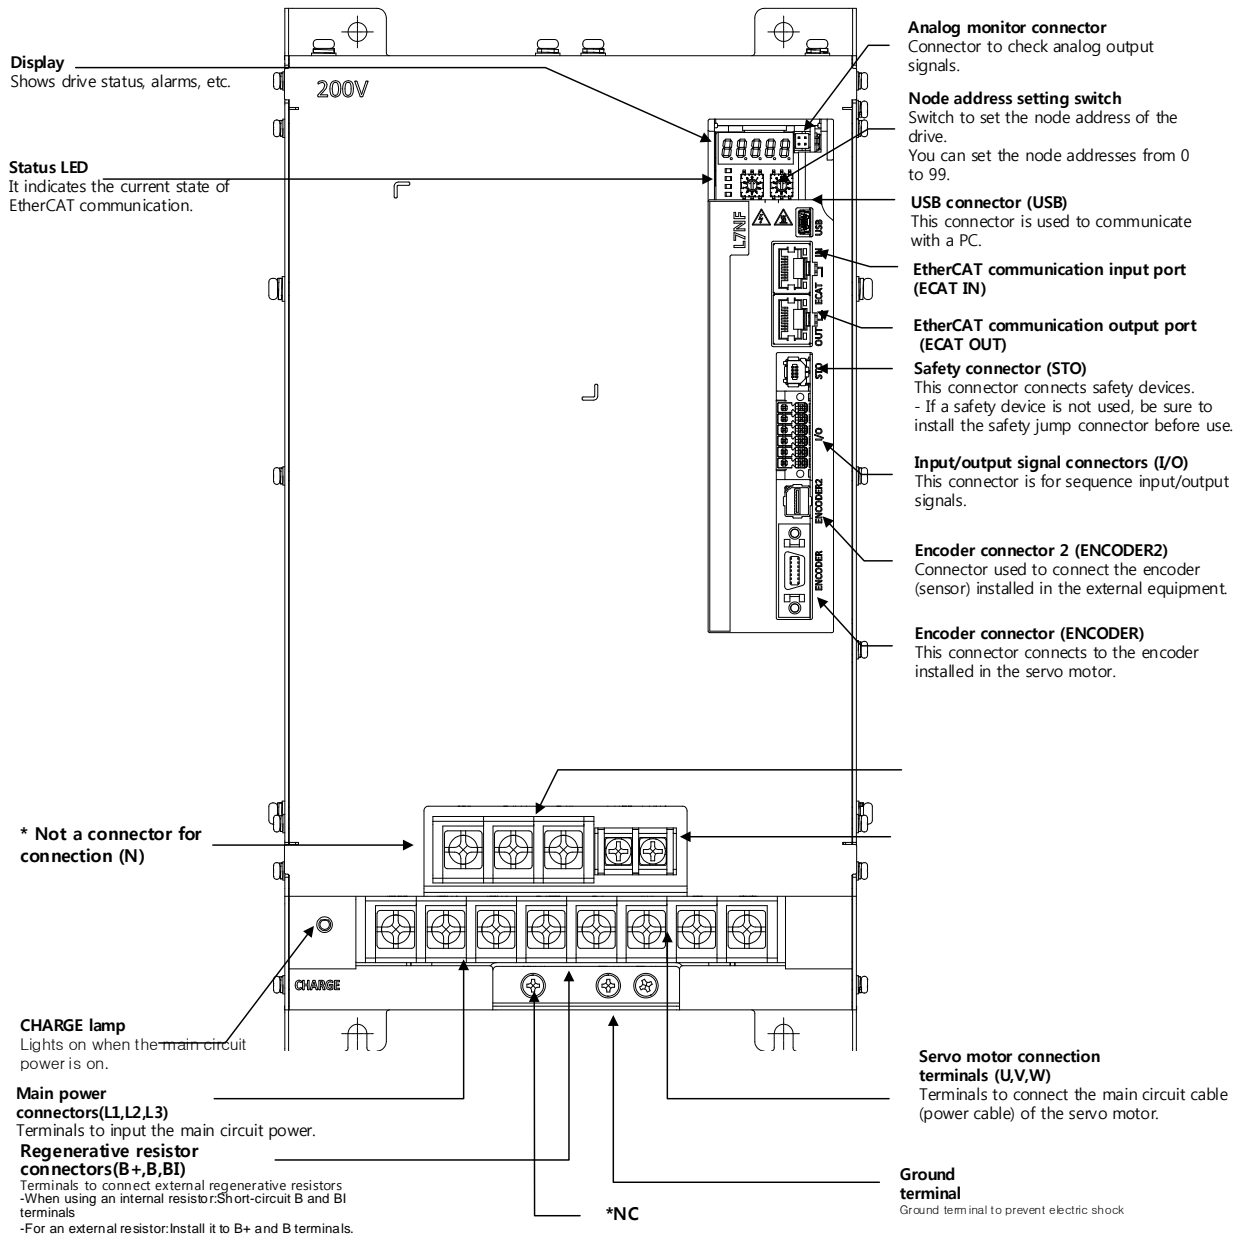 Display
Shows drive status, alarms, etc.
Status LED
It indicates the current state of
EtherCAT communication.
* Not a connector for
connection (N)
CHARGE lamp
Lights on when the main circuit
power is on.
Main power
connectors(L1,L2,L3)
Terminals to input the main circuit power.
Regenerative resistor
connectors(B+,B,BI)
Terminals to connect external regenerative resistors
-When using an internal resistor:Short-circuit B and BI
terminals
-For an external resistor:Install it to B+ and B terminals.
200V
L7NF
USB
IN
ECAT
OUT
STO
I/O
ENCODER2
ENCODER
CHARGE
*NC
Analog monitor connector
Connector to check analog output
signals.
Node address setting switch
Switch to set the node address of the
drive.
You can set the node addresses from 0
to 99.
USB connector (USB)
This connector is used to communicate
with a PC.
EtherCAT communication input port
(ECAT IN)
EtherCAT communication output port
(ECAT OUT)
Safety connector (STO)
This connector connects safety devices.
- If a safety device is not used, be sure to
install the safety jump connector before use.
Input/output signal connectors (I/O)
This connector is for sequence input/output
signals.
Encoder connector 2 (ENCODER2)
Connector used to connect the encoder
(sensor) installed in the external equipment.
Encoder connector (ENCODER)
This connector connects to the encoder
installed in the servo motor.
Servo motor connection
terminals (U,V,W)
Terminals to connect the main circuit cable
(power cable) of the servo motor.
Ground
terminal
Ground terminal to prevent electric shock